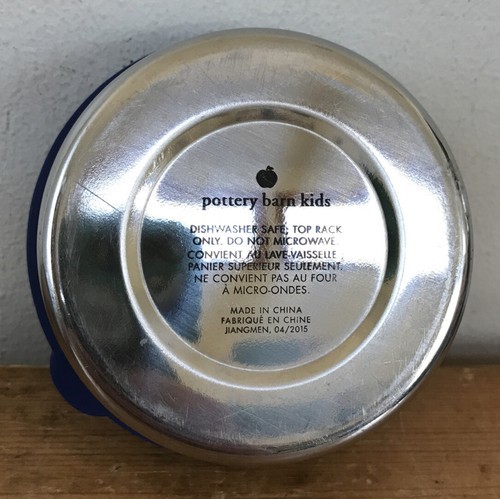 pottery barn kids
DISHWASHER SAFE; TOP RACK
ONLY. DO NOT MICROWAVE.
CONVIENT AU LAVE-VAISSELLE,
PANIER SUPERIEUR SEULEMENT.
NE CONVIENT PAS AU FOUR
À MICRO-ONDES.
MADE IN CHINA
FABRIQUÉ EN CHINE
JIANGMEN, 04/2015